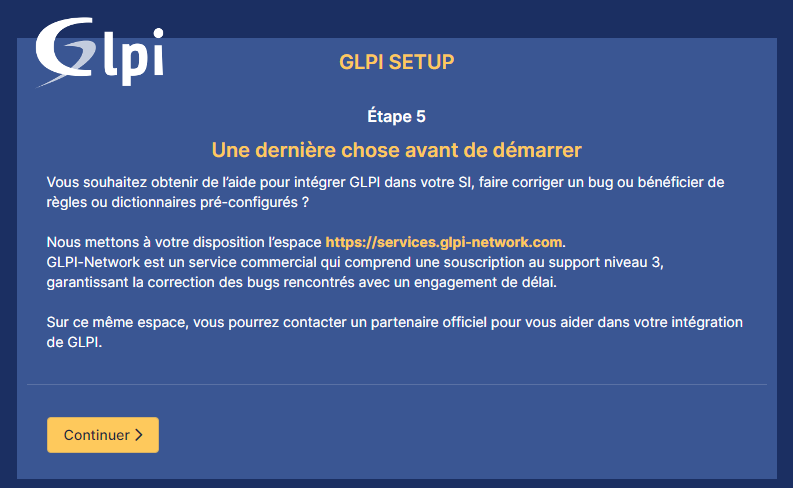 Glpi
GLPI SETUP
Étape 5
Une dernière chose avant de démarrer
Vous souhaitez obtenir de l’aide pour intégrer GLPI dans votre SI, faire corriger un bug ou bénéficier de
règles ou dictionnaires pré-configurés ?
Nous mettons à votre disposition l’espace https://services.glpi-network.com.
GLPI-Network est un service commercial qui comprend une souscription au support niveau 3,
garantissant la correction des bugs rencontrés avec un engagement de délai.
Sur ce même espace, vous pourrez contacter un partenaire officiel pour vous aider dans votre intégration
de GLPI.
Continuer